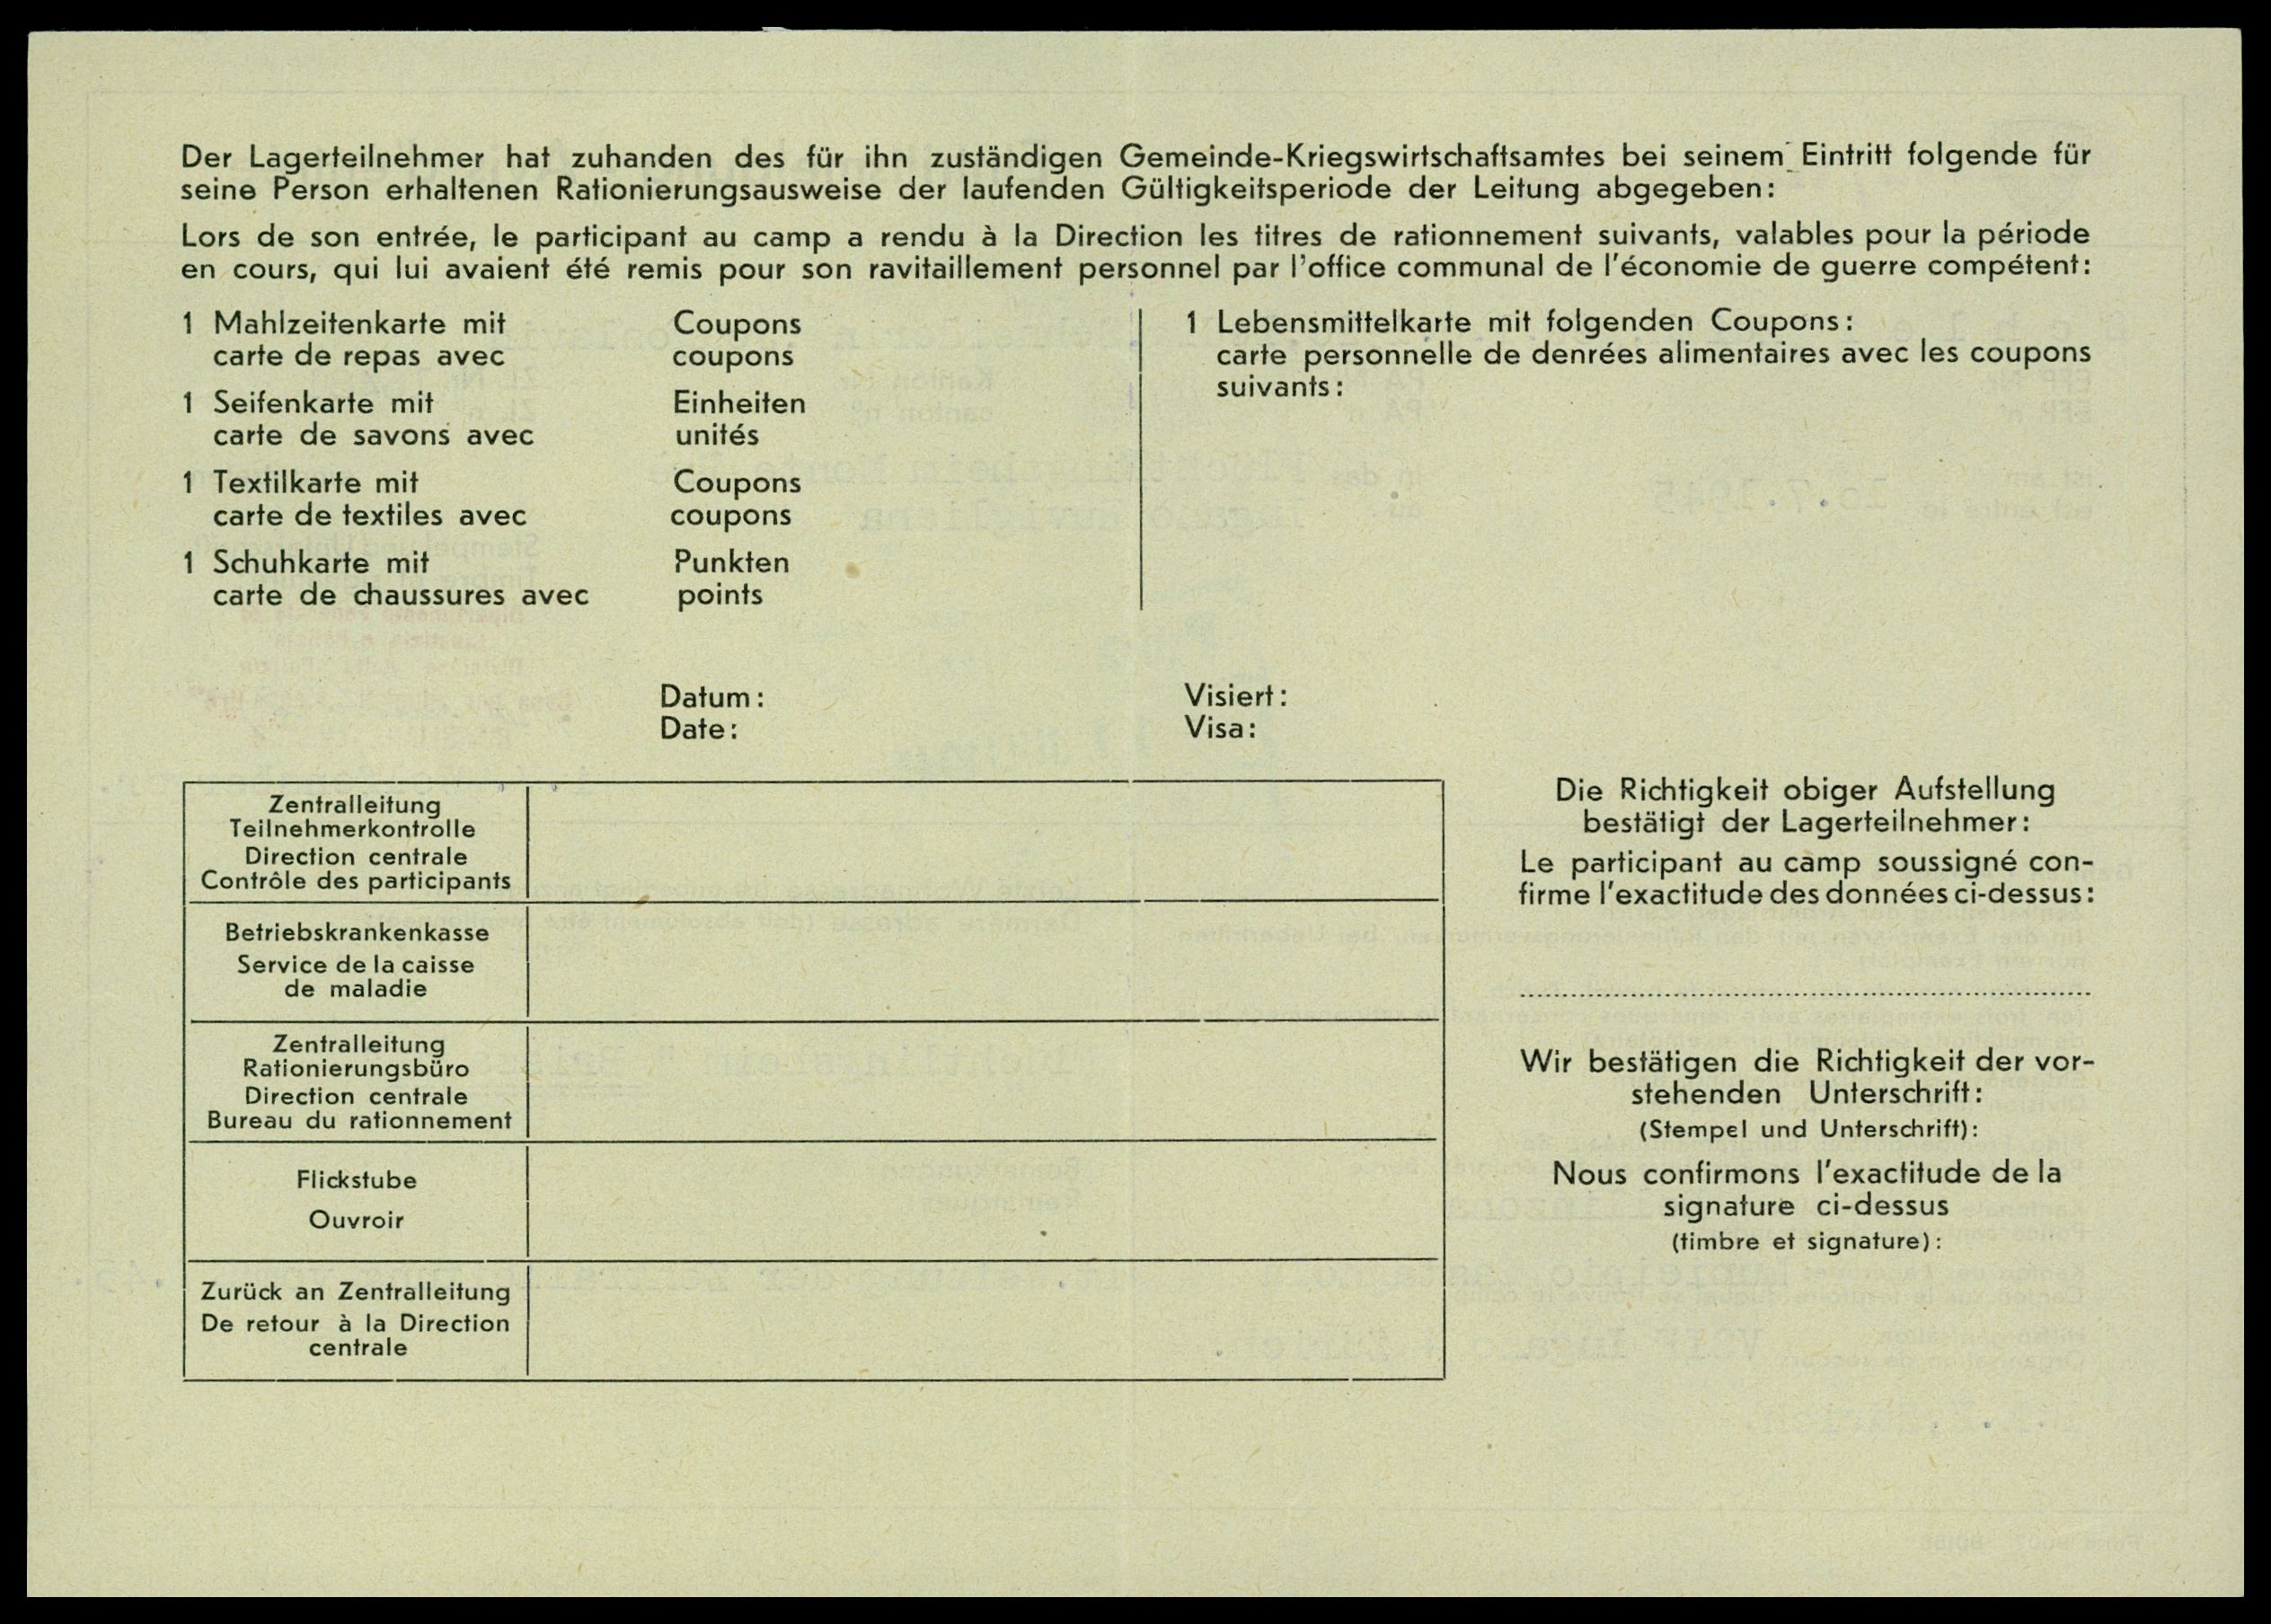 Der Lagerteilnehmer hat zuhanden des für ihn zuständigen Gemeinde-Kriegswirtschaftsamtes bei seinem Eintritt folgende für
seine Person erhaltenen Rationierungsausweise der laufenden Gültigkeitsperiode der Leitung abgegeben:
Lors de son entrée, le participant au camp a rendu à la Direction les titres de rationnement suivants, valables pour la période
en cours, qui lui avaient été remis pour son ravitaillement personnel par l'office communal de l'économie de guerre compétent:
1 Mahlzeitenkarte mit Coupons
carte de repas avec coupons
1 Seifenkarte mit Einheiten
carte de savons avec unités
1 Textilkarte mit Coupons
carte de textiles avec coupons
1 Schuhkarte mit Punkten
carte de chaussures avec points
1 Lebensmittelkarte mit folgenden Coupons:
carte personnelle de denrées alimentaires avec les coupons
suivants:
Datum:
Date:
Visiert:
Visa:
Zentralleitung
Teilnehmerkontrolle
Direction centrale
Contrôle des participants
Betriebskrankenkasse
Service de la caisse
de maladie
Zentralleitung
Rationierungsbüro
Direction centrale
Bureau du rationnement
Flickstube
Ouvroir
Zurück an Zentralleitung
De retour à la Direction
centrale
Die Richtigkeit obiger Aufstellung
bestätigt der Lagerteilnehmer:
Le participant au camp soussigné con-
firme l'exactitude des données ci-dessus:
Wir bestätigen die Richtigkeit der vor-
stehenden Unterschrift:
(Stempel und Unterschrift):
Nous confirmons l'exactitude de la
signature ci-dessus
(timbre et signature):